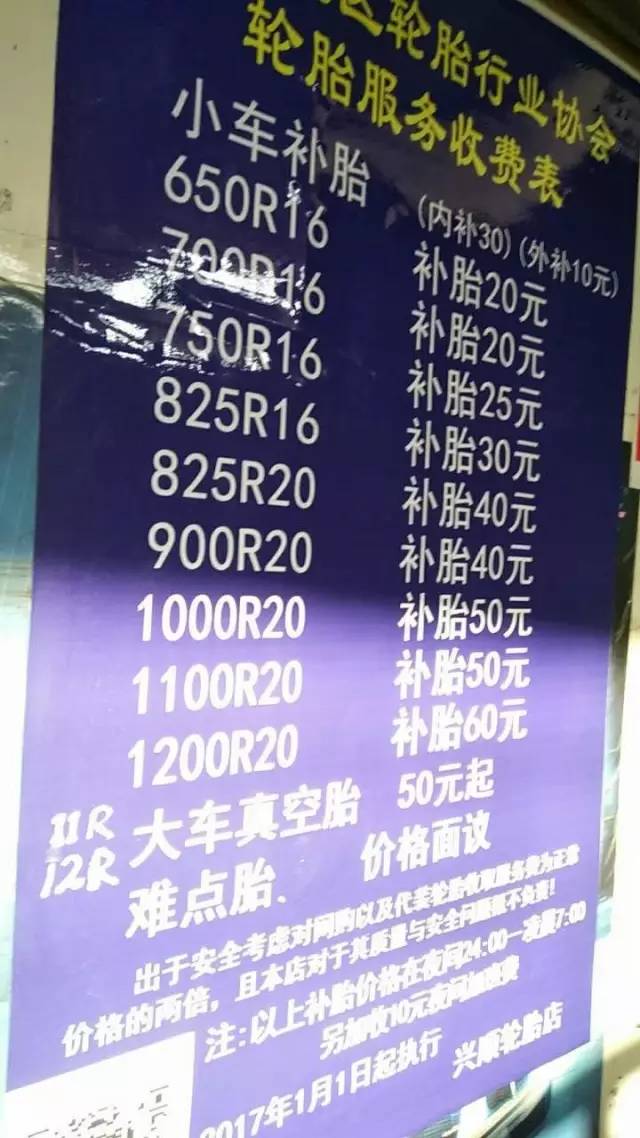 区轮胎行业协会
轮胎服务收费表
小车补胎 (内补30)(外补10元)
650R16 补胎20元
700R16 补胎20元
750R16 补胎25元
825R16 补胎30元
825R20 补胎40元
900R20 补胎40元
1000R20 补胎50元
1100R20 补胎50元
1200R20 补胎60元
11R
12R 大车真空胎 50元起
难点胎、 价格面议
出于安全考虑对网购以及代装轮胎收取服务费为正常
价格的两倍，且本店对于其质量与安全问题概不负责！
注：以上补胎价格在夜间24:00—凌晨7:00
另加收10元夜间加班费
2017年1月1日起执行 兴顺轮胎店